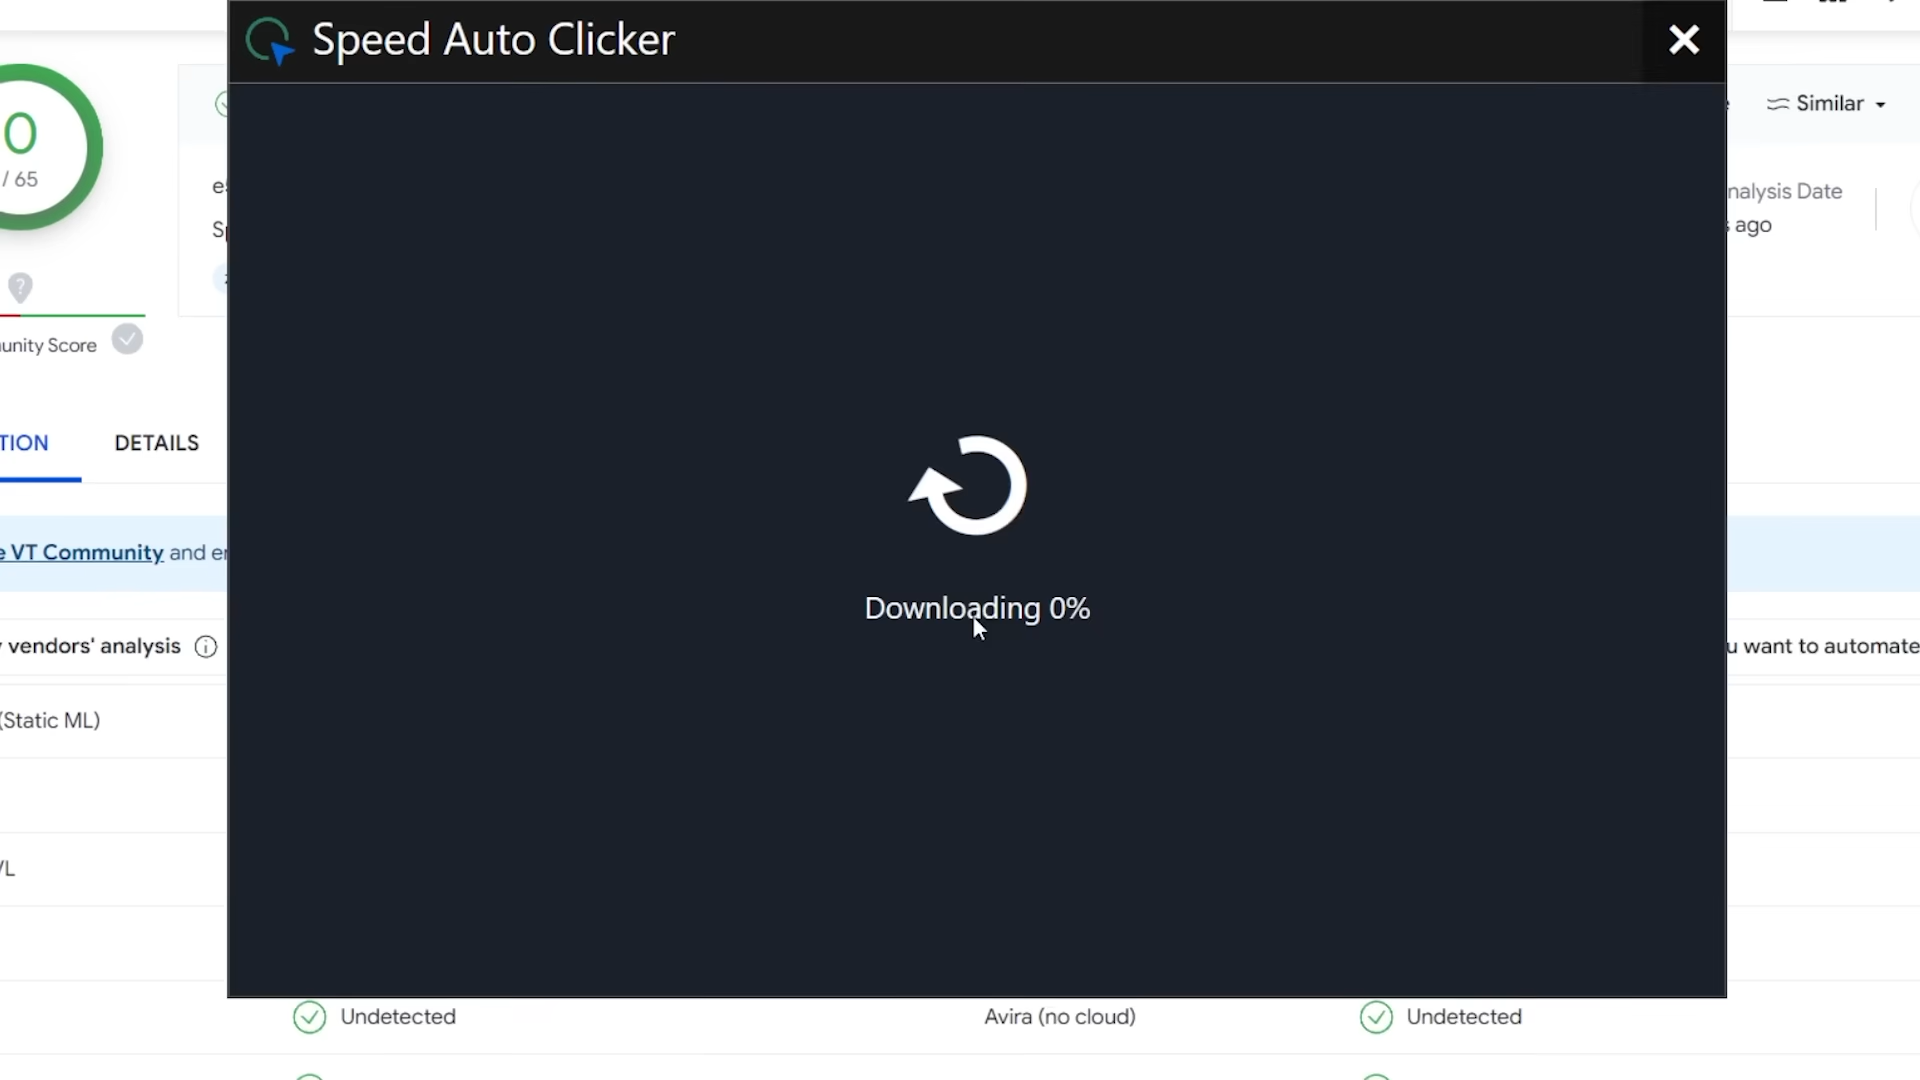 Speed Auto Clicker
0
/ 65
Similar
nalysis Date
ago
unity Score
TION
DETAILS
e VT Community and er
Downloading 0%
vendors' analysis
u want to automate
(Static ML)
/L
Undetected
Avira (no cloud)
Undetected